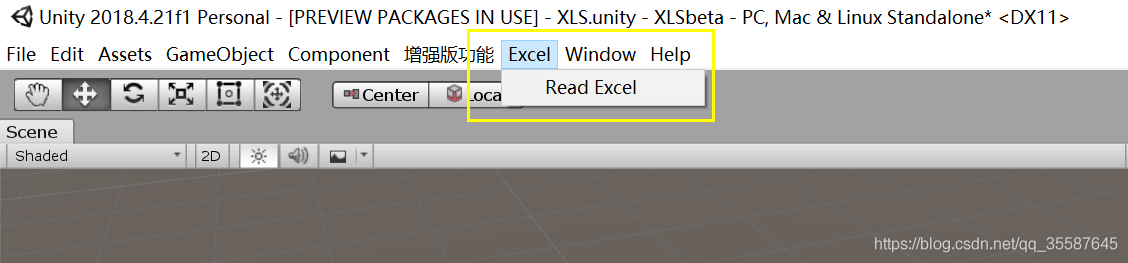 Unity 2018.4.21f1 Personal - [PREVIEW PACKAGES IN USE] - XLS.unity - XLSbeta - PC, Mac & Linux Standalone* <DX11>
File Edit Assets GameObject Component 增强版功能 Excel Window Help
Read Excel
Center Loca
Scene
Shaded 2D
https://blog.csdn.net/qq_35587645